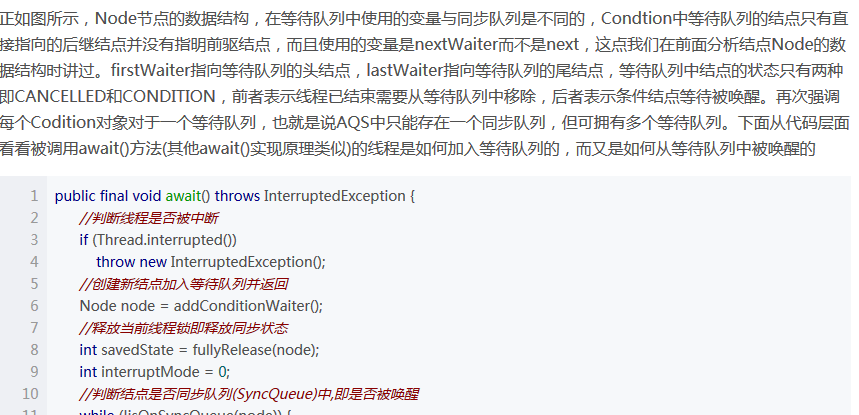 正如图所示，Node节点的数据结构，在等待队列中使用的变量与同步队列是不同的，Condtion中等待队列的结点只有直
接指向的后继结点并没有指明前驱结点，而且使用的变量是nextWaiter而不是next，这点我们在前面分析结点Node的数
据结构时讲过。firstWaiter指向等待队列的头结点，lastWaiter指向等待队列的尾结点，等待队列中结点的状态只有两种
即CANCELLED和CONDITION，前者表示线程已结束需要从等待队列中移除，后者表示条件结点等待被唤醒。再次强调
每个Codition对象对于一个等待队列，也就是说AQS中只能存在一个同步队列，但可拥有多个等待队列。下面从代码层面
看看被调用await()方法(其他await()实现原理类似)的线程是如何加入等待队列的，而又是如何从等待队列中被唤醒的
1 public final void await() throws InterruptedException {
2 //判断线程是否被中断
3 if (Thread.interrupted())
4 throw new InterruptedException();
5 //创建新结点加入等待队列并返回
6 Node node = addConditionWaiter();
7 //释放当前线程锁即释放同步状态
8 int savedState = fullyRelease(node);
9 int interruptMode = 0;
10 //判断结点是否同步队列(SyncQueue)中,即是否被唤醒
11 while (!isOnSyncQueue(node)) {